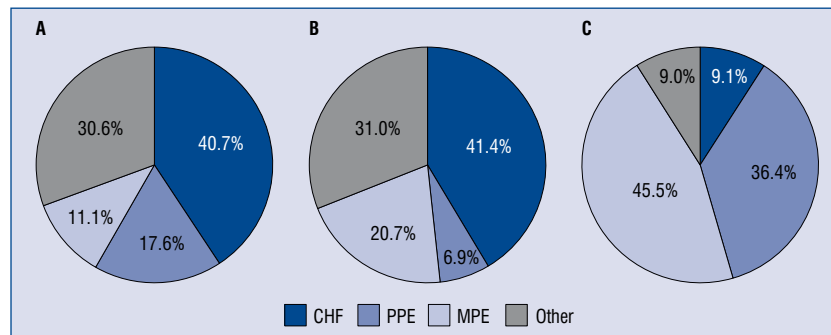 A B C
30.6% 40.7% 11.1% 17.6%
31.0% 41.4% 20.7% 6.9%
9.0% 9.1% 45.5% 36.4%
CHF PPE MPE Other